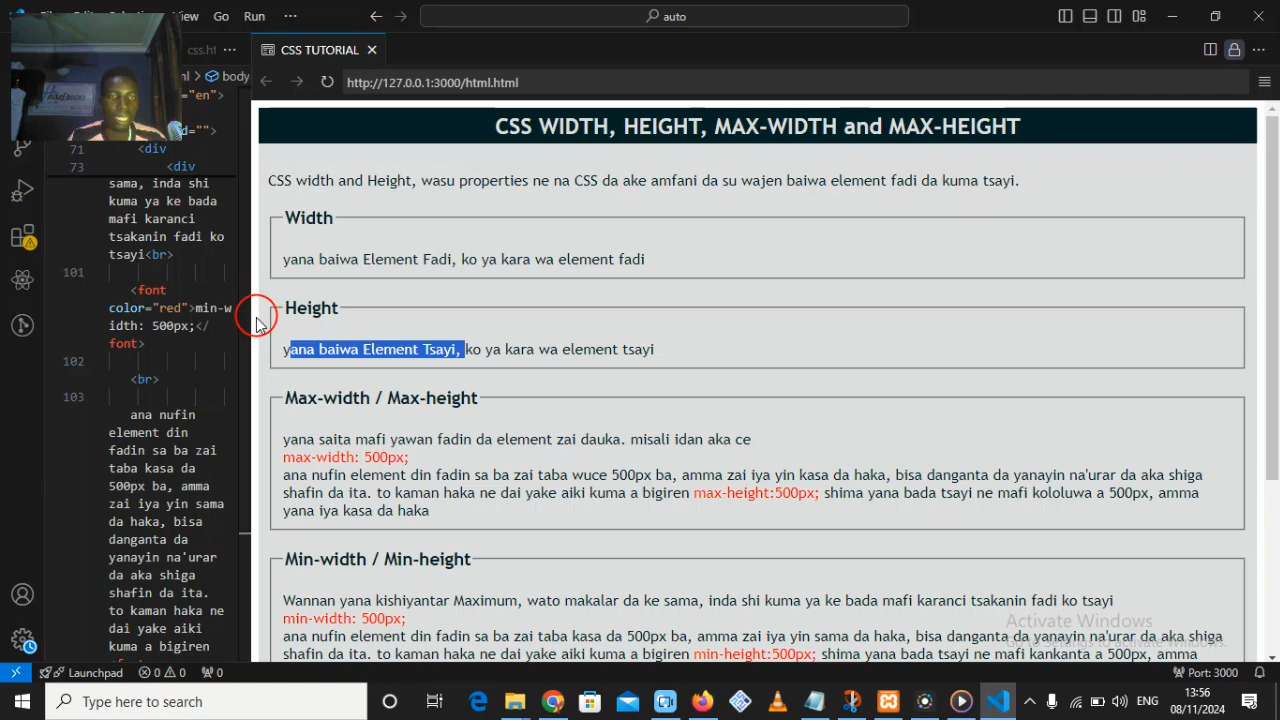 View Go Run ···
auto
css.ht ···
CSS TUTORIAL
http://127.0.0.1:3000/html.html
body
="en">
="">
71 <div
73 <div
sama, inda shi
kuma ya ke bada
mafi karanci
tsakanin fadi ko
tsayi<br>
101
<font
color="red">min-w
idth: 500px;</
font>
102
<br>
103
ana nufin
element din
fadin sa ba zai
taba kasa da
500px ba, amma
zai iya yin sama
da haka, bisa
danganta da
yanayin na'urar
da aka shiga
shafin da ita.
to kaman haka ne
dai yake aiki
kuma a bigiren
CSS WIDTH, HEIGHT, MAX-WIDTH and MAX-HEIGHT
CSS width and Height, wasu properties ne na CSS da ake amfani da su wajen baiwa element fadi da kuma tsayi.
Width
yana baiwa Element Fadi, ko ya kara wa element fadi
Height
yana baiwa Element Tsayi, ko ya kara wa element tsayi
Max-width / Max-height
yana saita mafi yawan fadin da element zai dauka. misali idan aka ce
max-width: 500px;
ana nufin element din fadin sa ba zai taba wuce 500px ba, amma zai iya yin kasa da haka, bisa danganta da yanayin na'urar da aka shiga
shafin da ita. to kaman haka ne dai yake aiki kuma a bigiren max-height:500px; shima yana bada tsayi ne mafi kololuwa a 500px, amma
yana iya kasa da haka
Min-width / Min-height
Wannan yana kishiyantar Maximum, wato makalar da ke sama, inda shi kuma ya ke bada mafi karanci tsakanin fadi ko tsayi
min-width: 500px;
ana nufin element din fadin sa ba zai taba kasa da 500px ba, amma zai iya yin sama da haka, bisa danganta da yanayin na'urar da aka shiga
shafin da ita. to kaman haka ne dai yake aiki kuma a bigiren min-height:500px; shima yana bada tsayi ne mafi kankanta a 500px, amma
Activate Windows
Go to Settings to activate Windows.
Launchpad 0 0 0
Port: 3000
Type here to search
ENG
13:56
08/11/2024